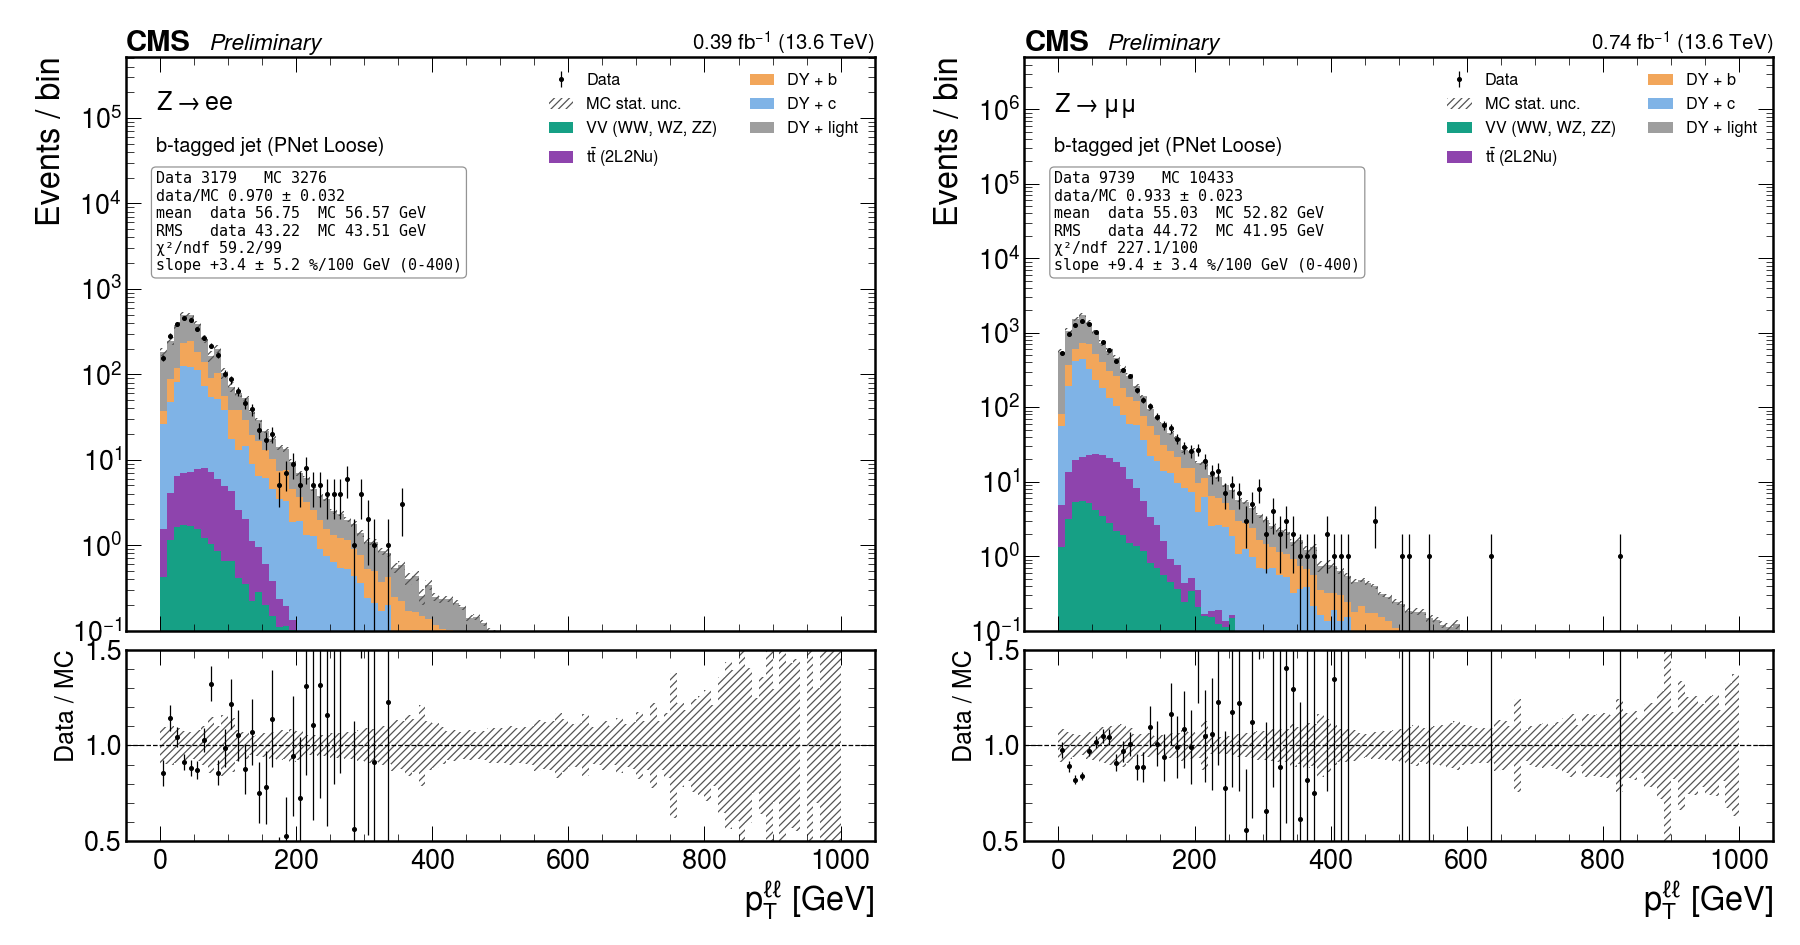 CMS Preliminary 0.39 fb⁻¹ (13.6 TeV)
Events / bin
Z → ee
b-tagged jet (PNet Loose)
Data
MC stat. unc.
VV (WW, WZ, ZZ)
tt̄ (2L2Nu)
DY + b
DY + c
DY + light
Data 3179 MC 3276
data/MC 0.970 ± 0.032
mean data 56.75 MC 56.57 GeV
RMS data 43.22 MC 43.51 GeV
χ²/ndf 59.2/99
slope +3.4 ± 5.2 %/100 GeV (0-400)
10⁵
10⁴
10³
10²
10¹
10⁰
10⁻¹
Data / MC
1.5
1.0
0.5
0 200 400 600 800 1000
p_T^ℓℓ [GeV]
CMS Preliminary 0.74 fb⁻¹ (13.6 TeV)
Events / bin
Z → μμ
b-tagged jet (PNet Loose)
Data
MC stat. unc.
VV (WW, WZ, ZZ)
tt̄ (2L2Nu)
DY + b
DY + c
DY + light
Data 9739 MC 10433
data/MC 0.933 ± 0.023
mean data 55.03 MC 52.82 GeV
RMS data 44.72 MC 41.95 GeV
χ²/ndf 227.1/100
slope +9.4 ± 3.4 %/100 GeV (0-400)
10⁶
10⁵
10⁴
10³
10²
10¹
10⁰
10⁻¹
Data / MC
1.5
1.0
0.5
0 200 400 600 800 1000
p_T^ℓℓ [GeV]